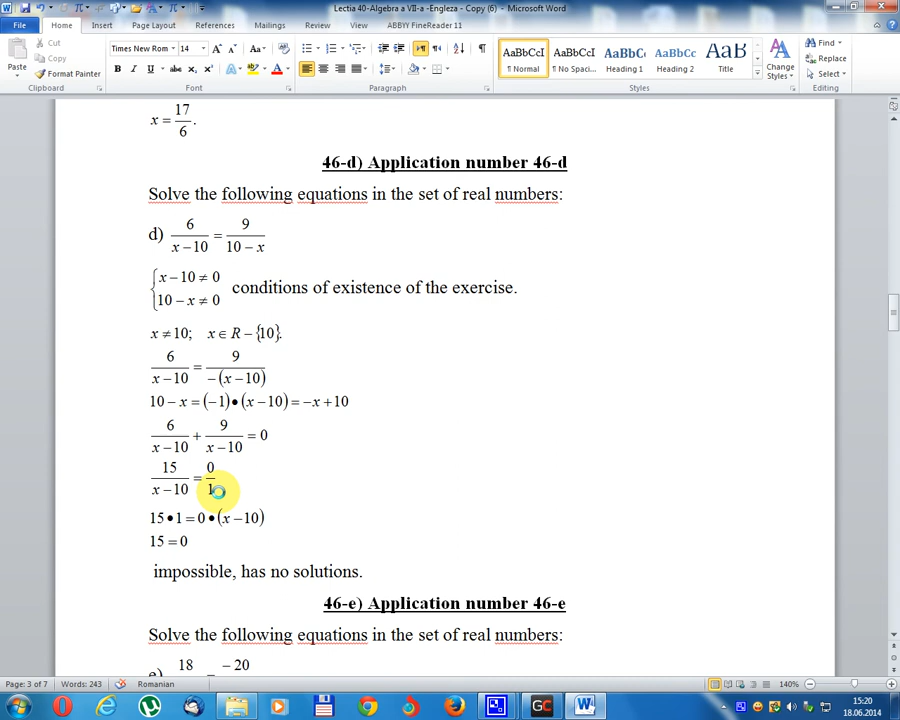 Lectia 40-Algebra a VII-a -Engleza - Copy (6) - Microsoft Word
File Home Insert Page Layout References Mailings Review View ABBYY FineReader 11
Paste Cut Copy Format Painter Clipboard
Times New Rom 14 Font
Paragraph
AaBbCcI AaBbCcI AaBbC AaBbCc AaB
¶ Normal ¶ No Spaci... Heading 1 Heading 2 Title Change Styles Styles
Find Replace Select Editing
x = 17/6.
46-d) Application number 46-d
Solve the following equations in the set of real numbers:
d) 6/(x−10) = 9/(10−x)
{x−10 ≠ 0
10−x ≠ 0 conditions of existence of the exercise.
x ≠ 10; x ∈ R − {10}.
6/(x−10) = 9/(−(x−10))
10 − x = (−1)•(x−10) = −x + 10
6/(x−10) + 9/(x−10) = 0
15/(x−10) = 0/1
15•1 = 0•(x−10)
15 = 0
impossible, has no solutions.
46-e) Application number 46-e
Solve the following equations in the set of real numbers:
e) 18 = −20
Page: 3 of 7 Words: 243 Romanian 140%
15:20
18.06.2014